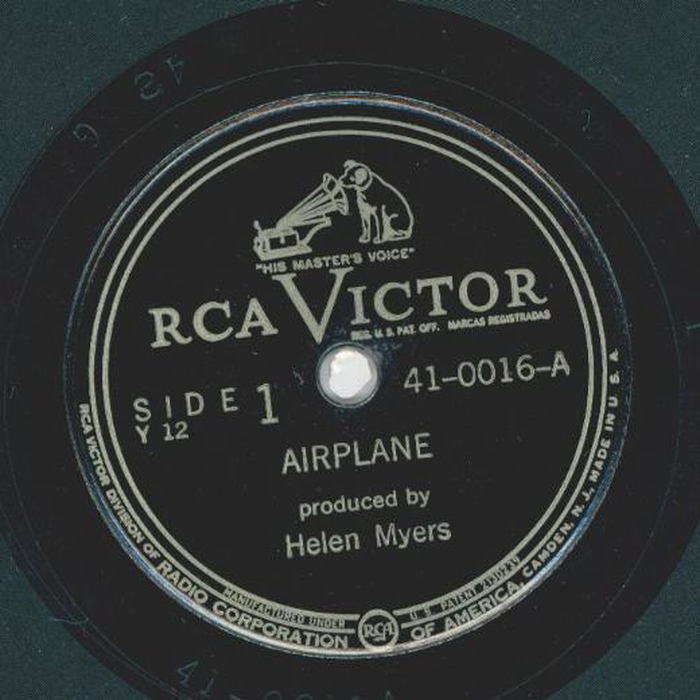 "HIS MASTER'S VOICE"
RCA VICTOR
REG. U. S. PAT. OFF. MARCAS REGISTRADAS
SIDE 1
41-0016-A
Y 12
AIRPLANE
produced by
Helen Myers
MANUFACTURED UNDER RCA U S PATENT 2130239
RCA VICTOR DIVISION OF RADIO CORPORATION OF AMERICA, CAMDEN, N. J., MADE IN U. S. A.